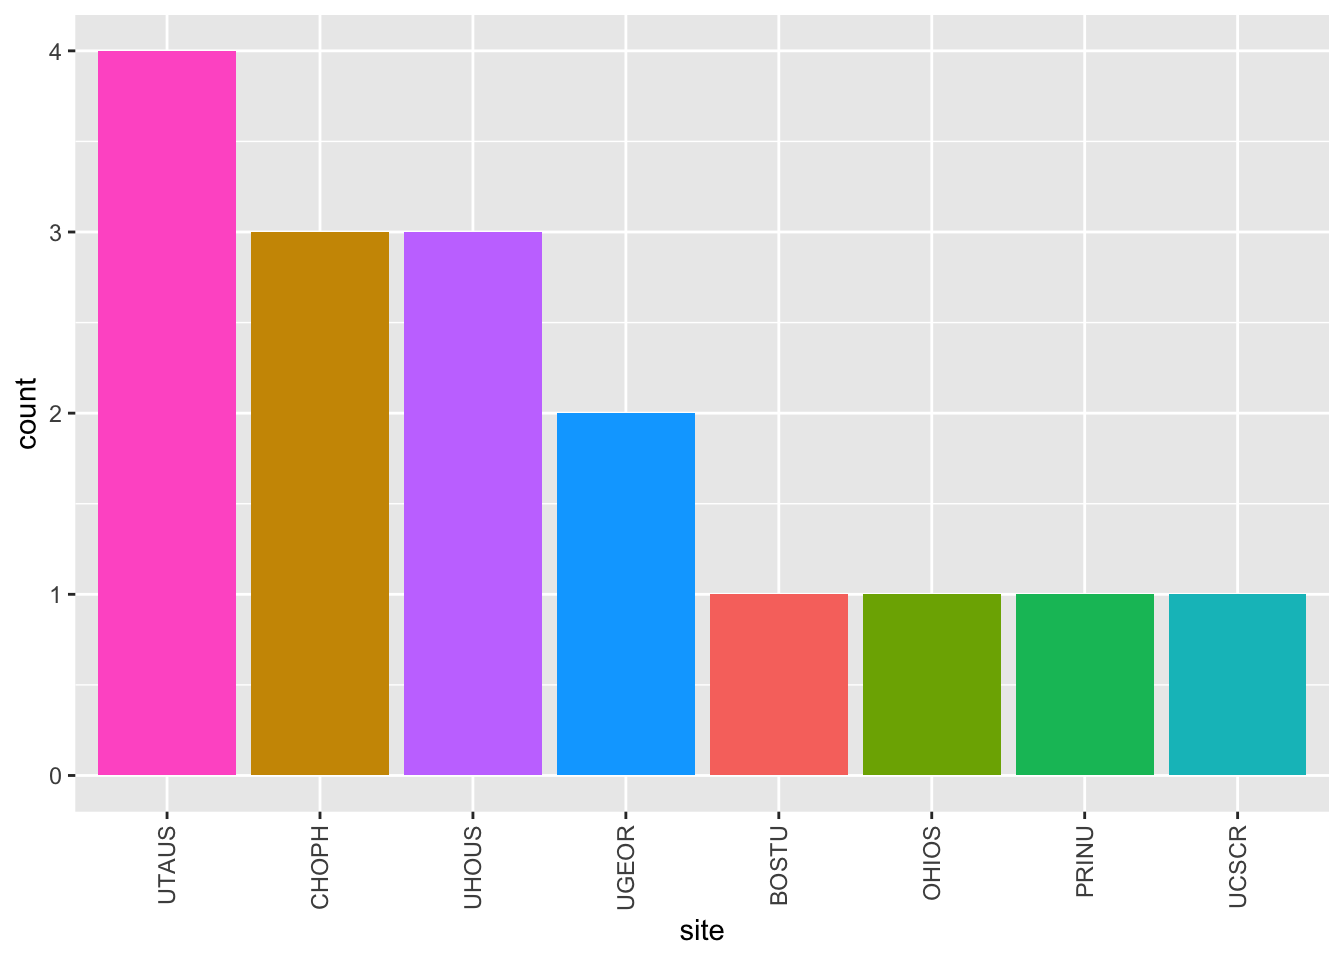 4
3
2
1
0
count
UTAUS
CHOPH
UHOUS
UGEOR
BOSTU
OHIOS
PRINU
UCSCR
site